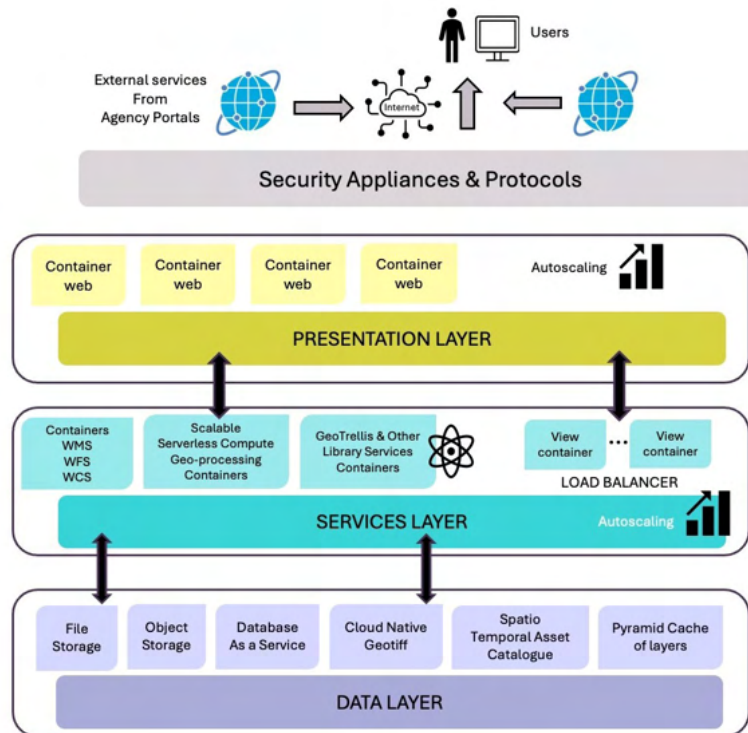 Users
External services
From
Agency Portals
Internet
Security Appliances & Protocols
Container
web
Container
web
Container
web
Container
web
Autoscaling
PRESENTATION LAYER
Containers
WMS
WFS
WCS
Scalable
Serverless Compute
Geo-processing
Containers
GeoTrellis & Other
Library Services
Containers
View
container
...
View
container
LOAD BALANCER
SERVICES LAYER
Autoscaling
File
Storage
Object
Storage
Database
As a Service
Cloud Native
Geotiff
Spatio
Temporal Asset
Catalogue
Pyramid Cache
of layers
DATA LAYER